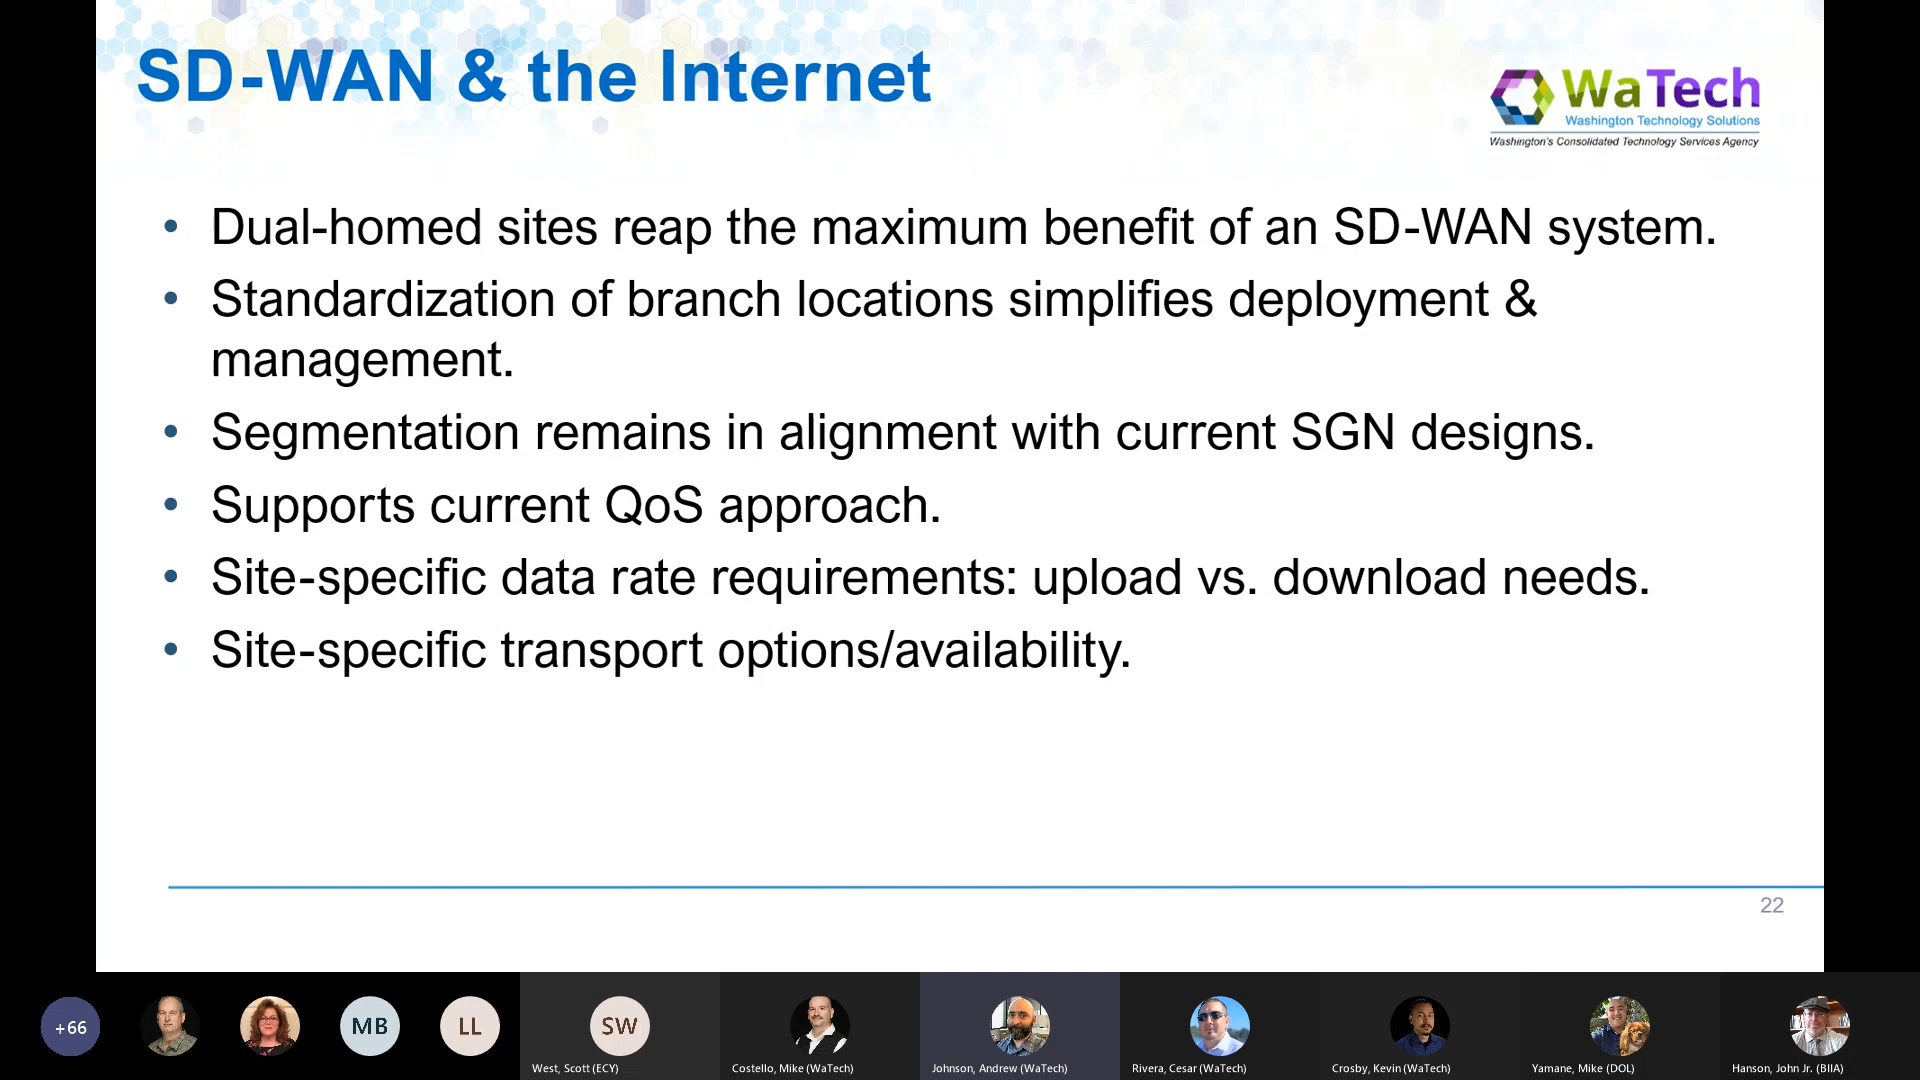 SD-WAN & the Internet
WaTech
Washington Technology Solutions
Washington's Consolidated Technology Services Agency
• Dual-homed sites reap the maximum benefit of an SD-WAN system.
• Standardization of branch locations simplifies deployment &
management.
• Segmentation remains in alignment with current SGN designs.
• Supports current QoS approach.
• Site-specific data rate requirements: upload vs. download needs.
• Site-specific transport options/availability.
22
+66
MB
LL
SW
West, Scott (ECY)
Costello, Mike (WaTech)
Johnson, Andrew (WaTech)
Rivera, Cesar (WaTech)
Crosby, Kevin (WaTech)
Yamane, Mike (DOL)
Hanson, John Jr. (BIIA)